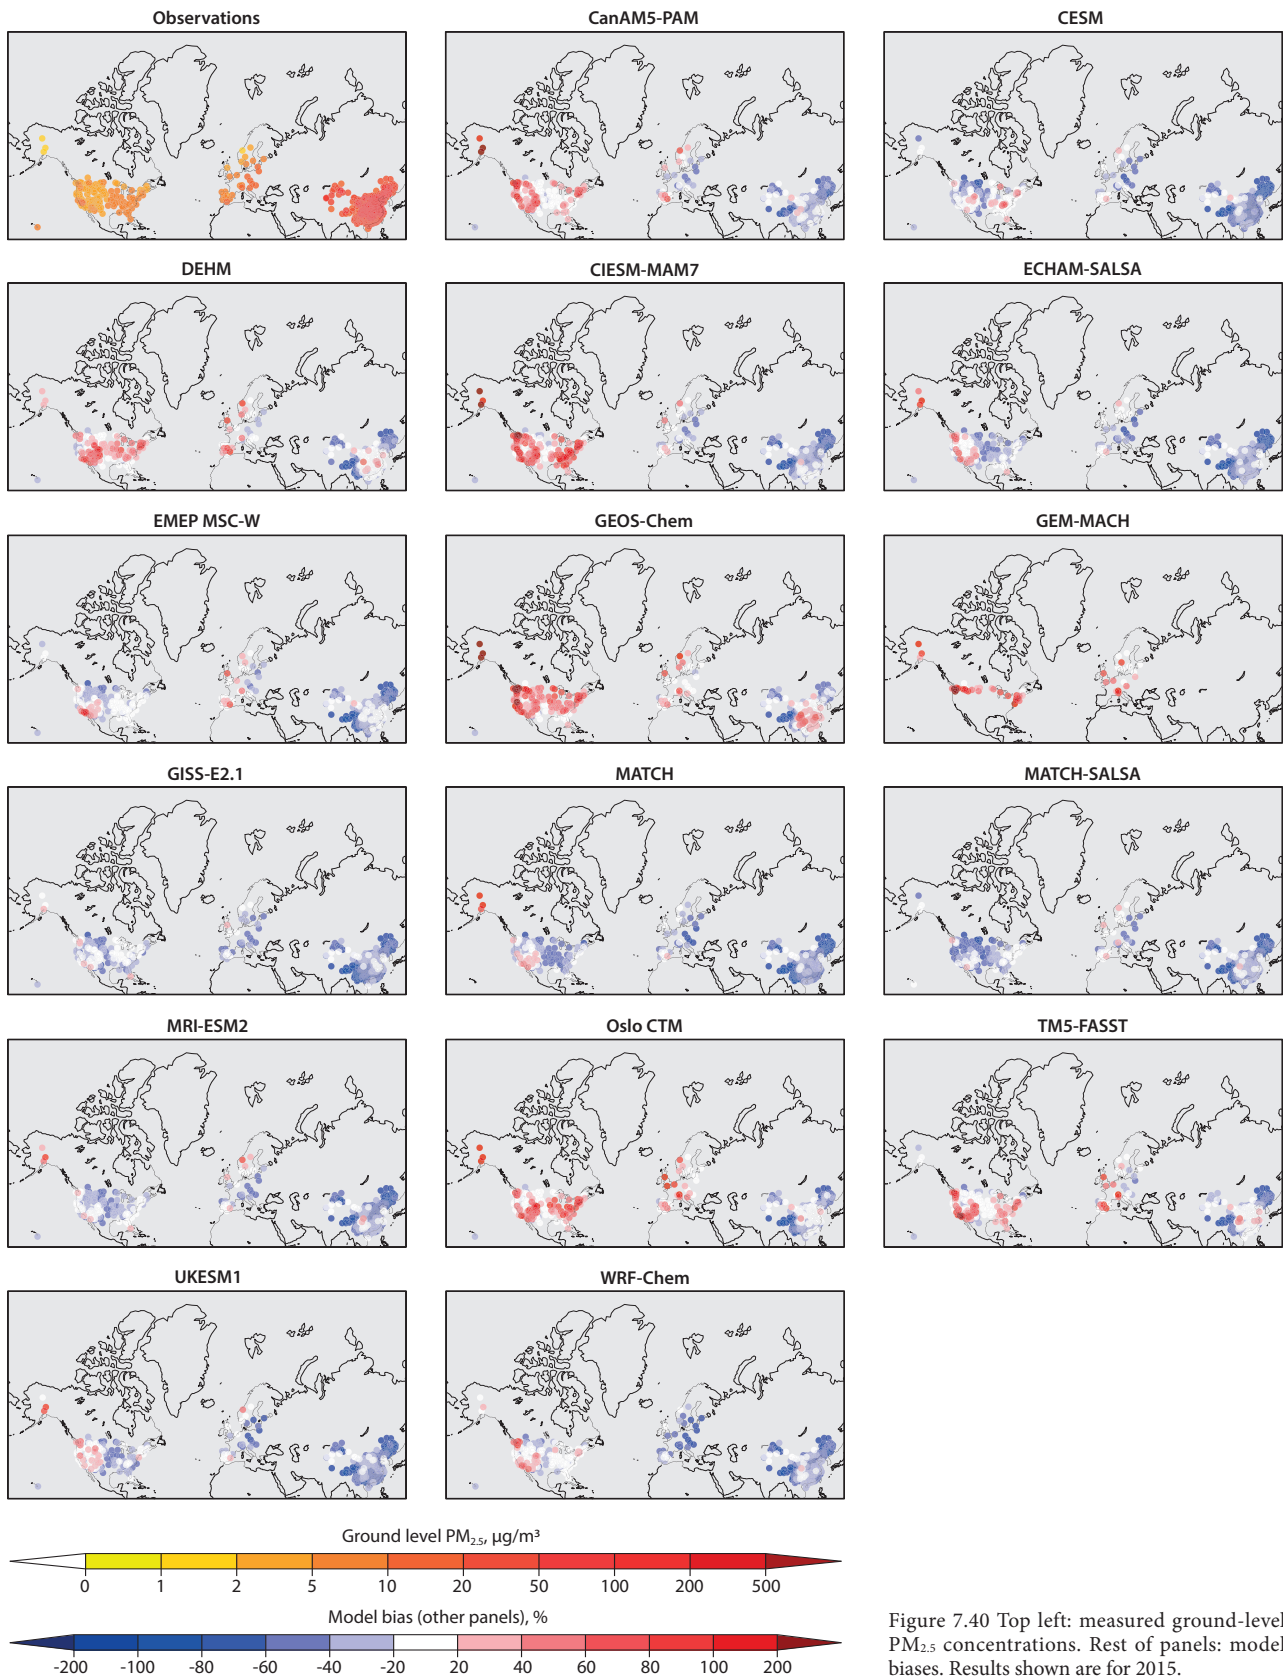 Observations
CanAM5-PAM
CESM
DEHM
CIESM-MAM7
ECHAM-SALSA
EMEP MSC-W
GEOS-Chem
GEM-MACH
GISS-E2.1
MATCH
MATCH-SALSA
MRI-ESM2
Oslo CTM
TM5-FASST
UKESM1
WRF-Chem
Ground level PM₂.₅, µg/m³
0 1 2 5 10 20 50 100 200 500
Model bias (other panels), %
-200 -100 -80 -60 -40 -20 20 40 60 80 100 200
Figure 7.40 Top left: measured ground-level
PM₂.₅ concentrations. Rest of panels: model
biases. Results shown are for 2015.